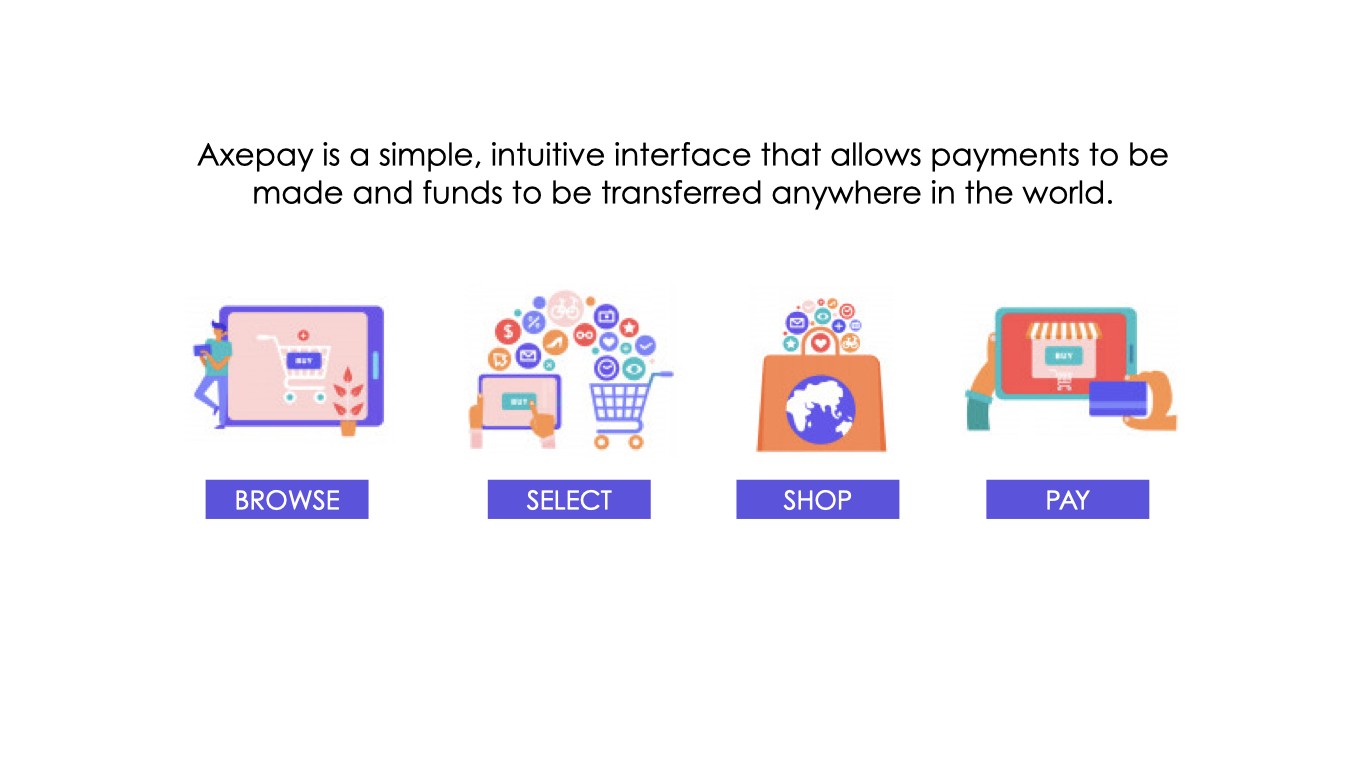 Axepay is a simple, intuitive interface that allows payments to be
made and funds to be transferred anywhere in the world.
BUY
BUY
BUY
BROWSE
SELECT
SHOP
PAY